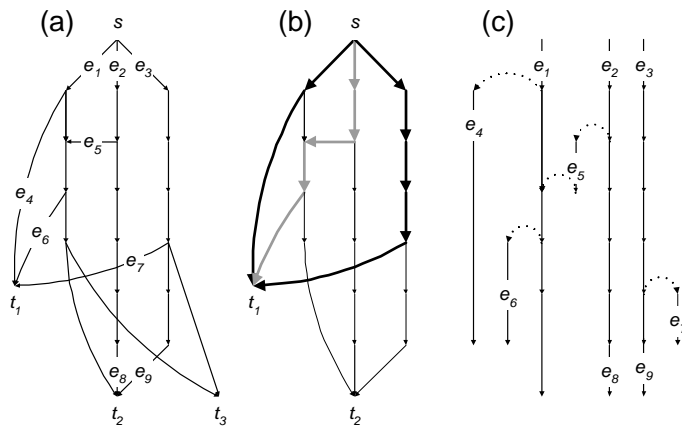 (a) s (b) s (c)
e1 e2 e3 e1 e2 e3
e4 e5 e6 e7
t1 t2 t3
e8 e9
t1 t2
e4 e5 e6
e8 e9